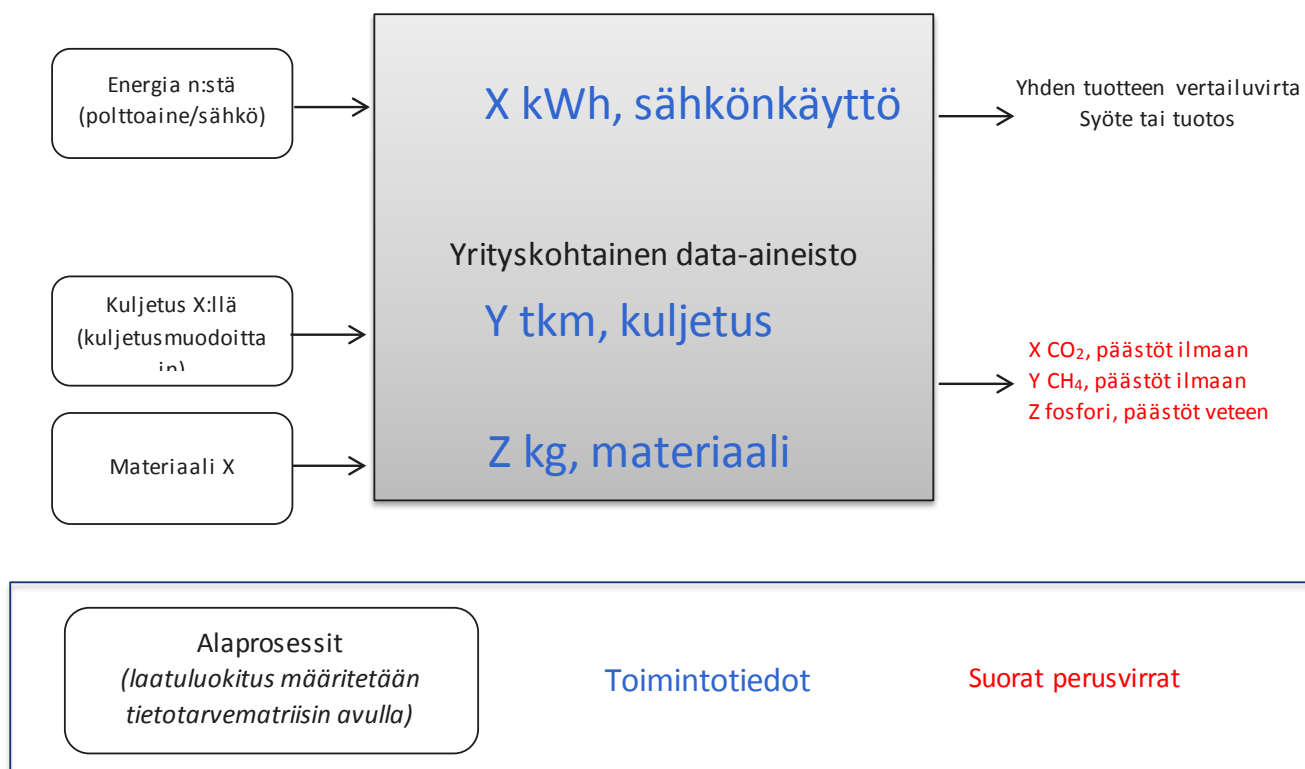 Energia n:stä
(polttoaine/sähkö)
X kWh, sähkönkäyttö
Yhden tuotteen vertailuvirta
Syöte tai tuotos
Yrityskohtainen data-aineisto
Kuljetus X:llä
(kuljetusmuodoitta
in)
Y tkm, kuljetus
X CO₂, päästöt ilmaan
Y CH₄, päästöt ilmaan
Z fosfori, päästöt veteen
Materiaali X
Z kg, materiaali
Alaprosessit
(laatuluokitus määritetään
tietotarvematriisin avulla)
Toimintotiedot
Suorat perusvirrat